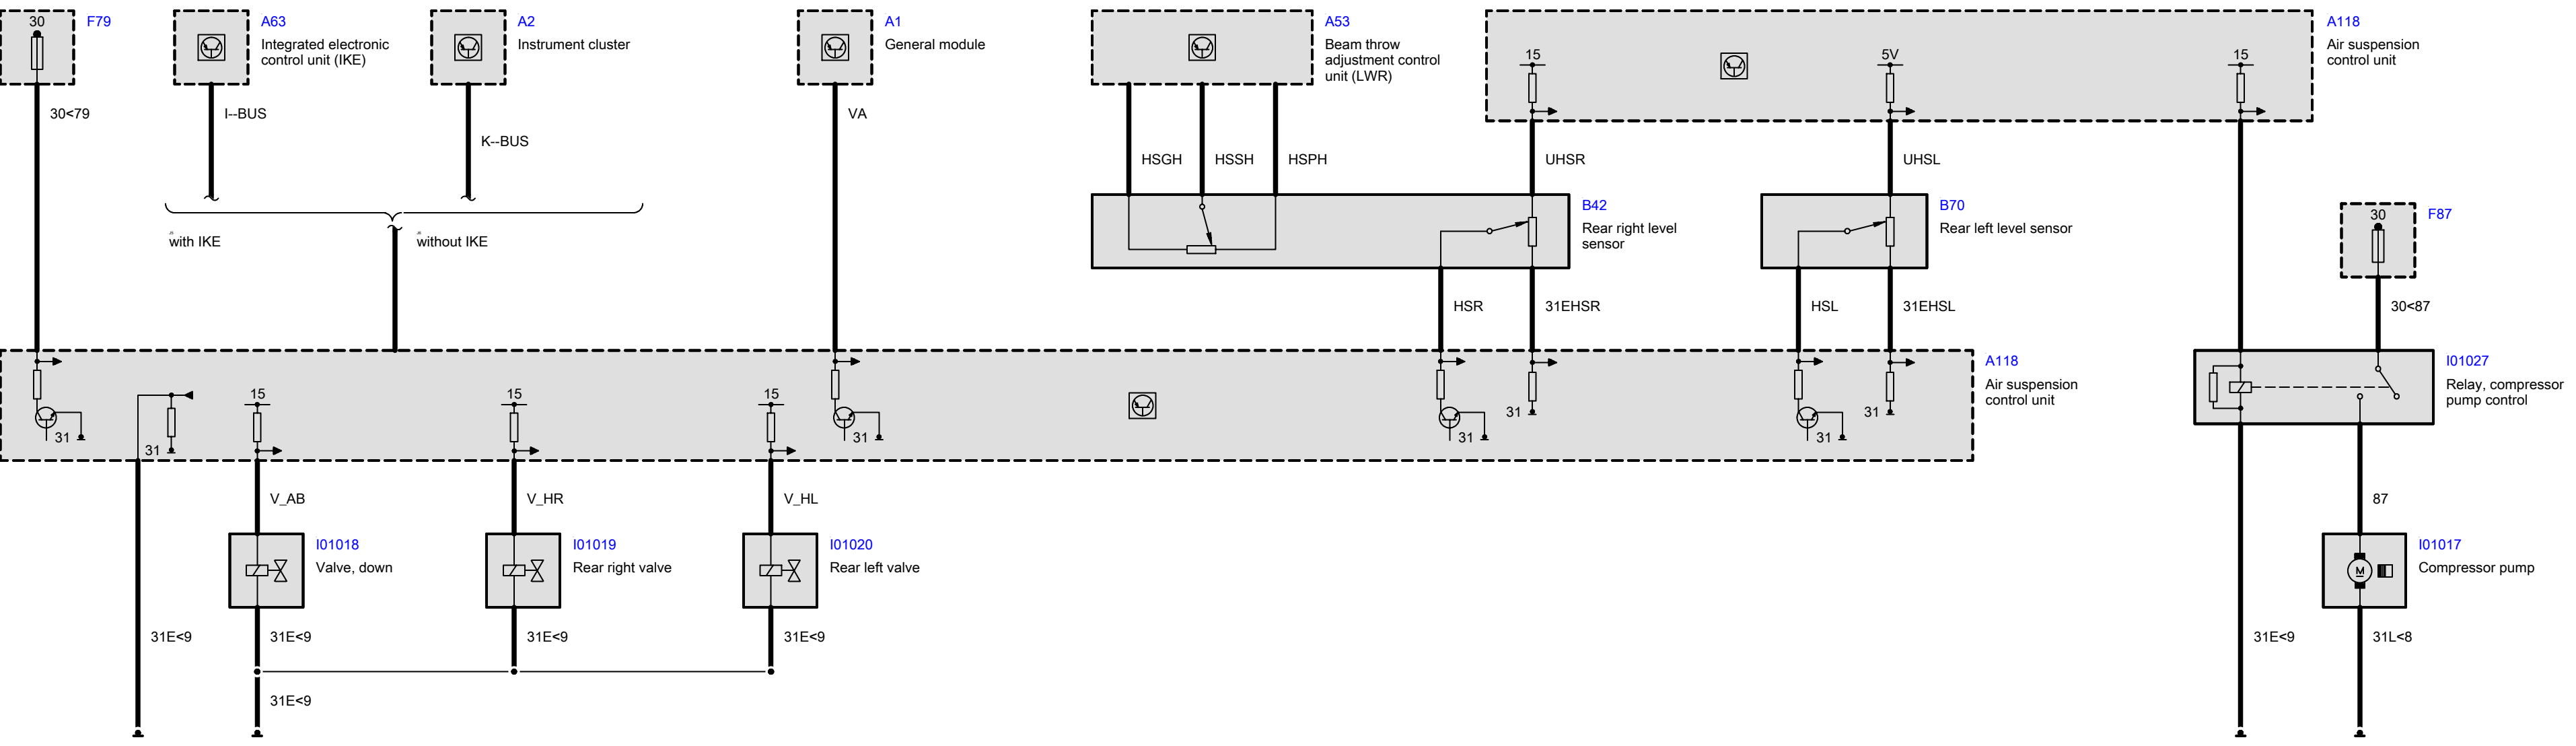 30
F79
A63
Integrated electronic
control unit (IKE)
A2
Instrument cluster
A1
General module
A53
Beam throw
adjustment control
unit (LWR)
15
5V
15
A118
Air suspension
control unit
30<79
I--BUS
K--BUS
VA
HSGH
HSSH
HSPH
UHSR
UHSL
with IKE
without IKE
B42
Rear right level
sensor
B70
Rear left level sensor
30
F87
HSR
31EHSR
HSL
31EHSL
30<87
31
31
15
15
15
31
31
31
31
31
A118
Air suspension
control unit
I01027
Relay, compressor
pump control
V_AB
V_HR
V_HL
87
I01018
Valve, down
I01019
Rear right valve
I01020
Rear left valve
M
I01017
Compressor pump
31E<9
31E<9
31E<9
31E<9
31E<9
31L<8
31E<9